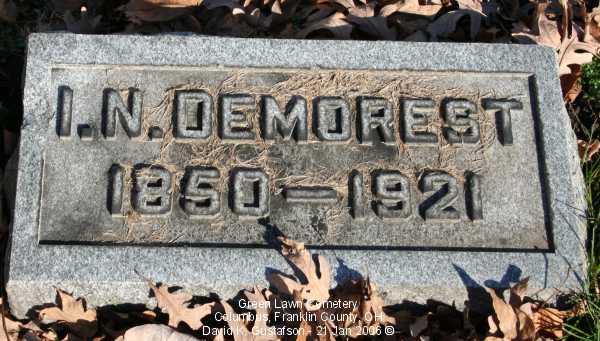 I. N. DEMOREST
1850–1921
Green Lawn Cemetery
Columbus, Franklin County, OH
David K. Gustafson - 21 Jan 2006 ©